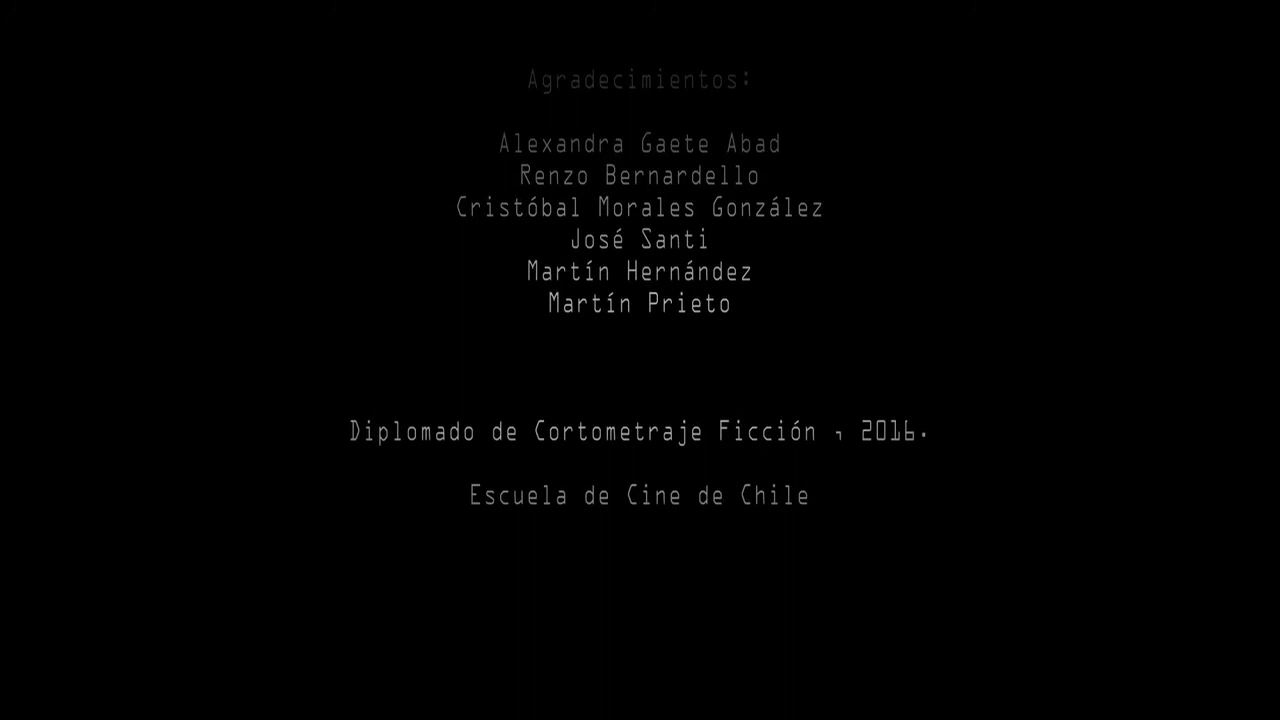 Agradecimientos:
Alexandra Gaete Abad
Renzo Bernardello
Cristóbal Morales González
José Santi
Martín Hernández
Martín Prieto
Diplomado de Cortometraje Ficción , 2016.
Escuela de Cine de Chile